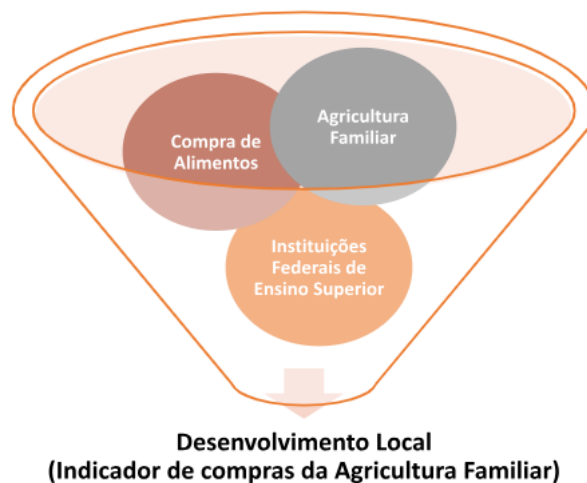 Compra de
Alimentos
Agricultura
Familiar
Instituições
Federais de
Ensino Superior
Desenvolvimento Local
(Indicador de compras da Agricultura Familiar)